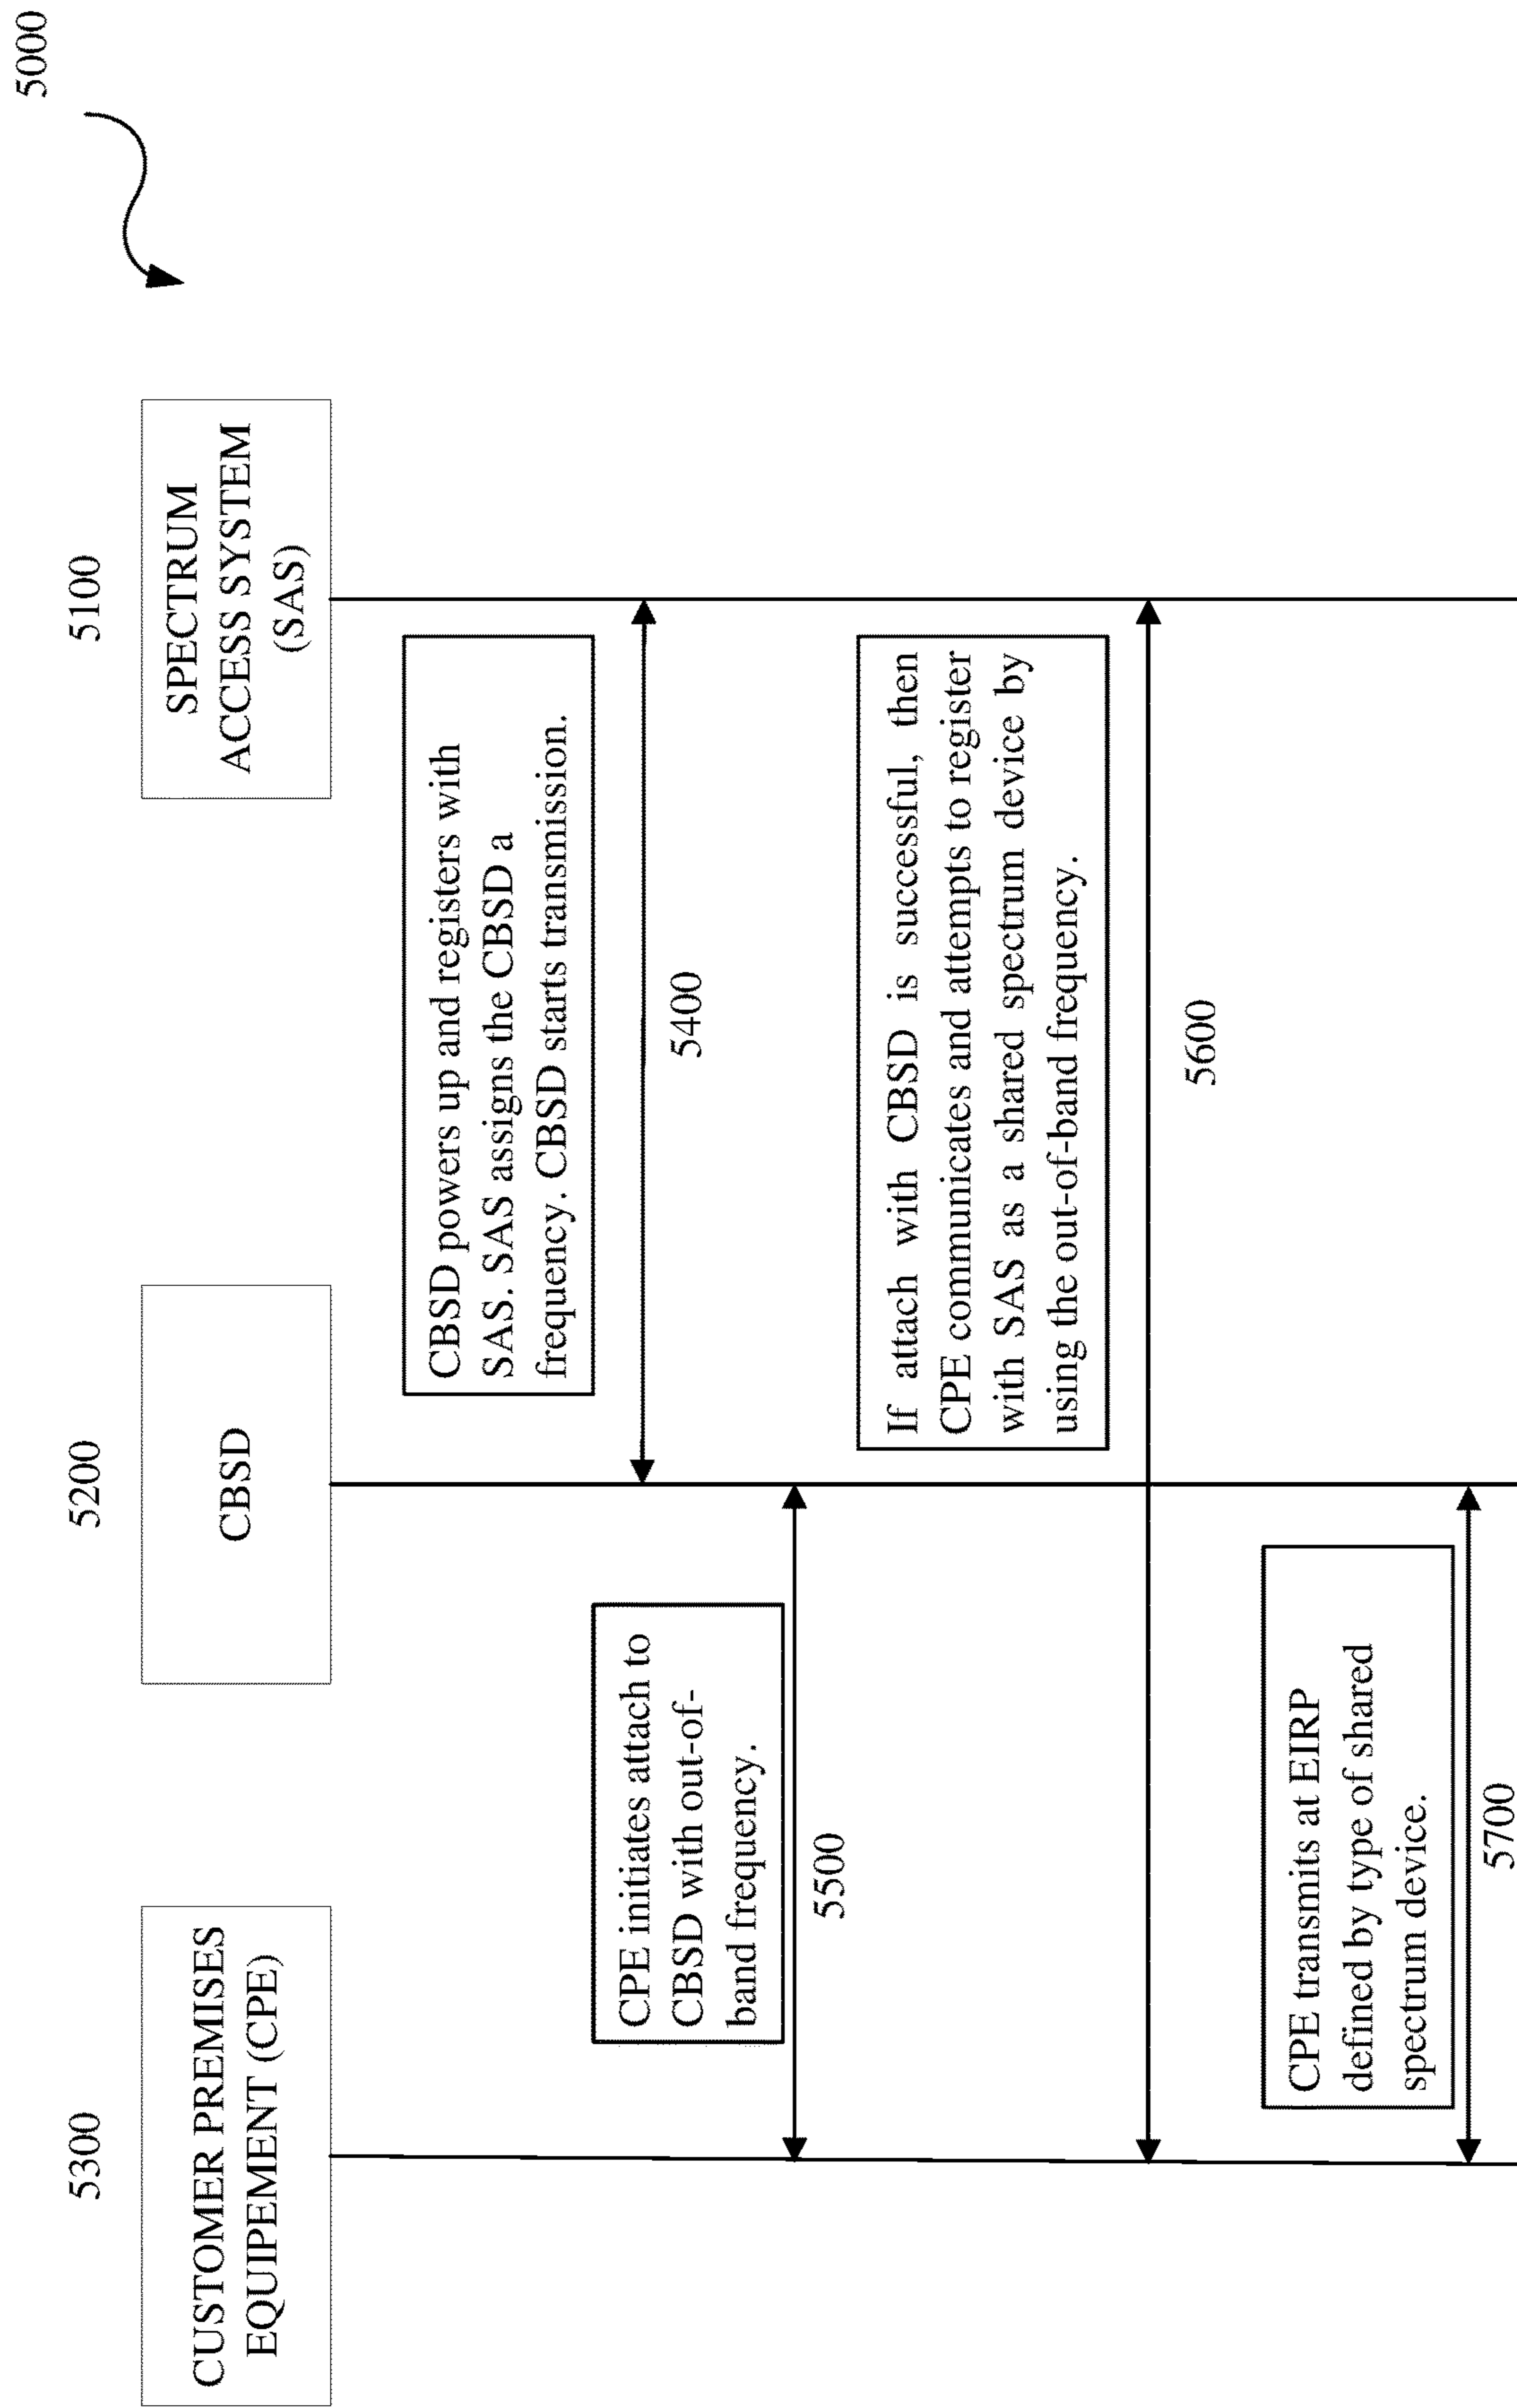 5000
5300
5200
5100
CUSTOMER PREMISES
EQUIPEMENT (CPE)
CBSD
SPECTRUM
ACCESS SYSTEM
(SAS)
CBSD powers up and registers with
SAS. SAS assigns the CBSD a
frequency. CBSD starts transmission.
5400
CPE initiates attach to
CBSD with out-of-
band frequency.
5500
If attach with CBSD is successful, then
CPE communicates and attempts to register
with SAS as a shared spectrum device by
using the out-of-band frequency.
5600
CPE transmits at EIRP
defined by type of shared
spectrum device.
5700